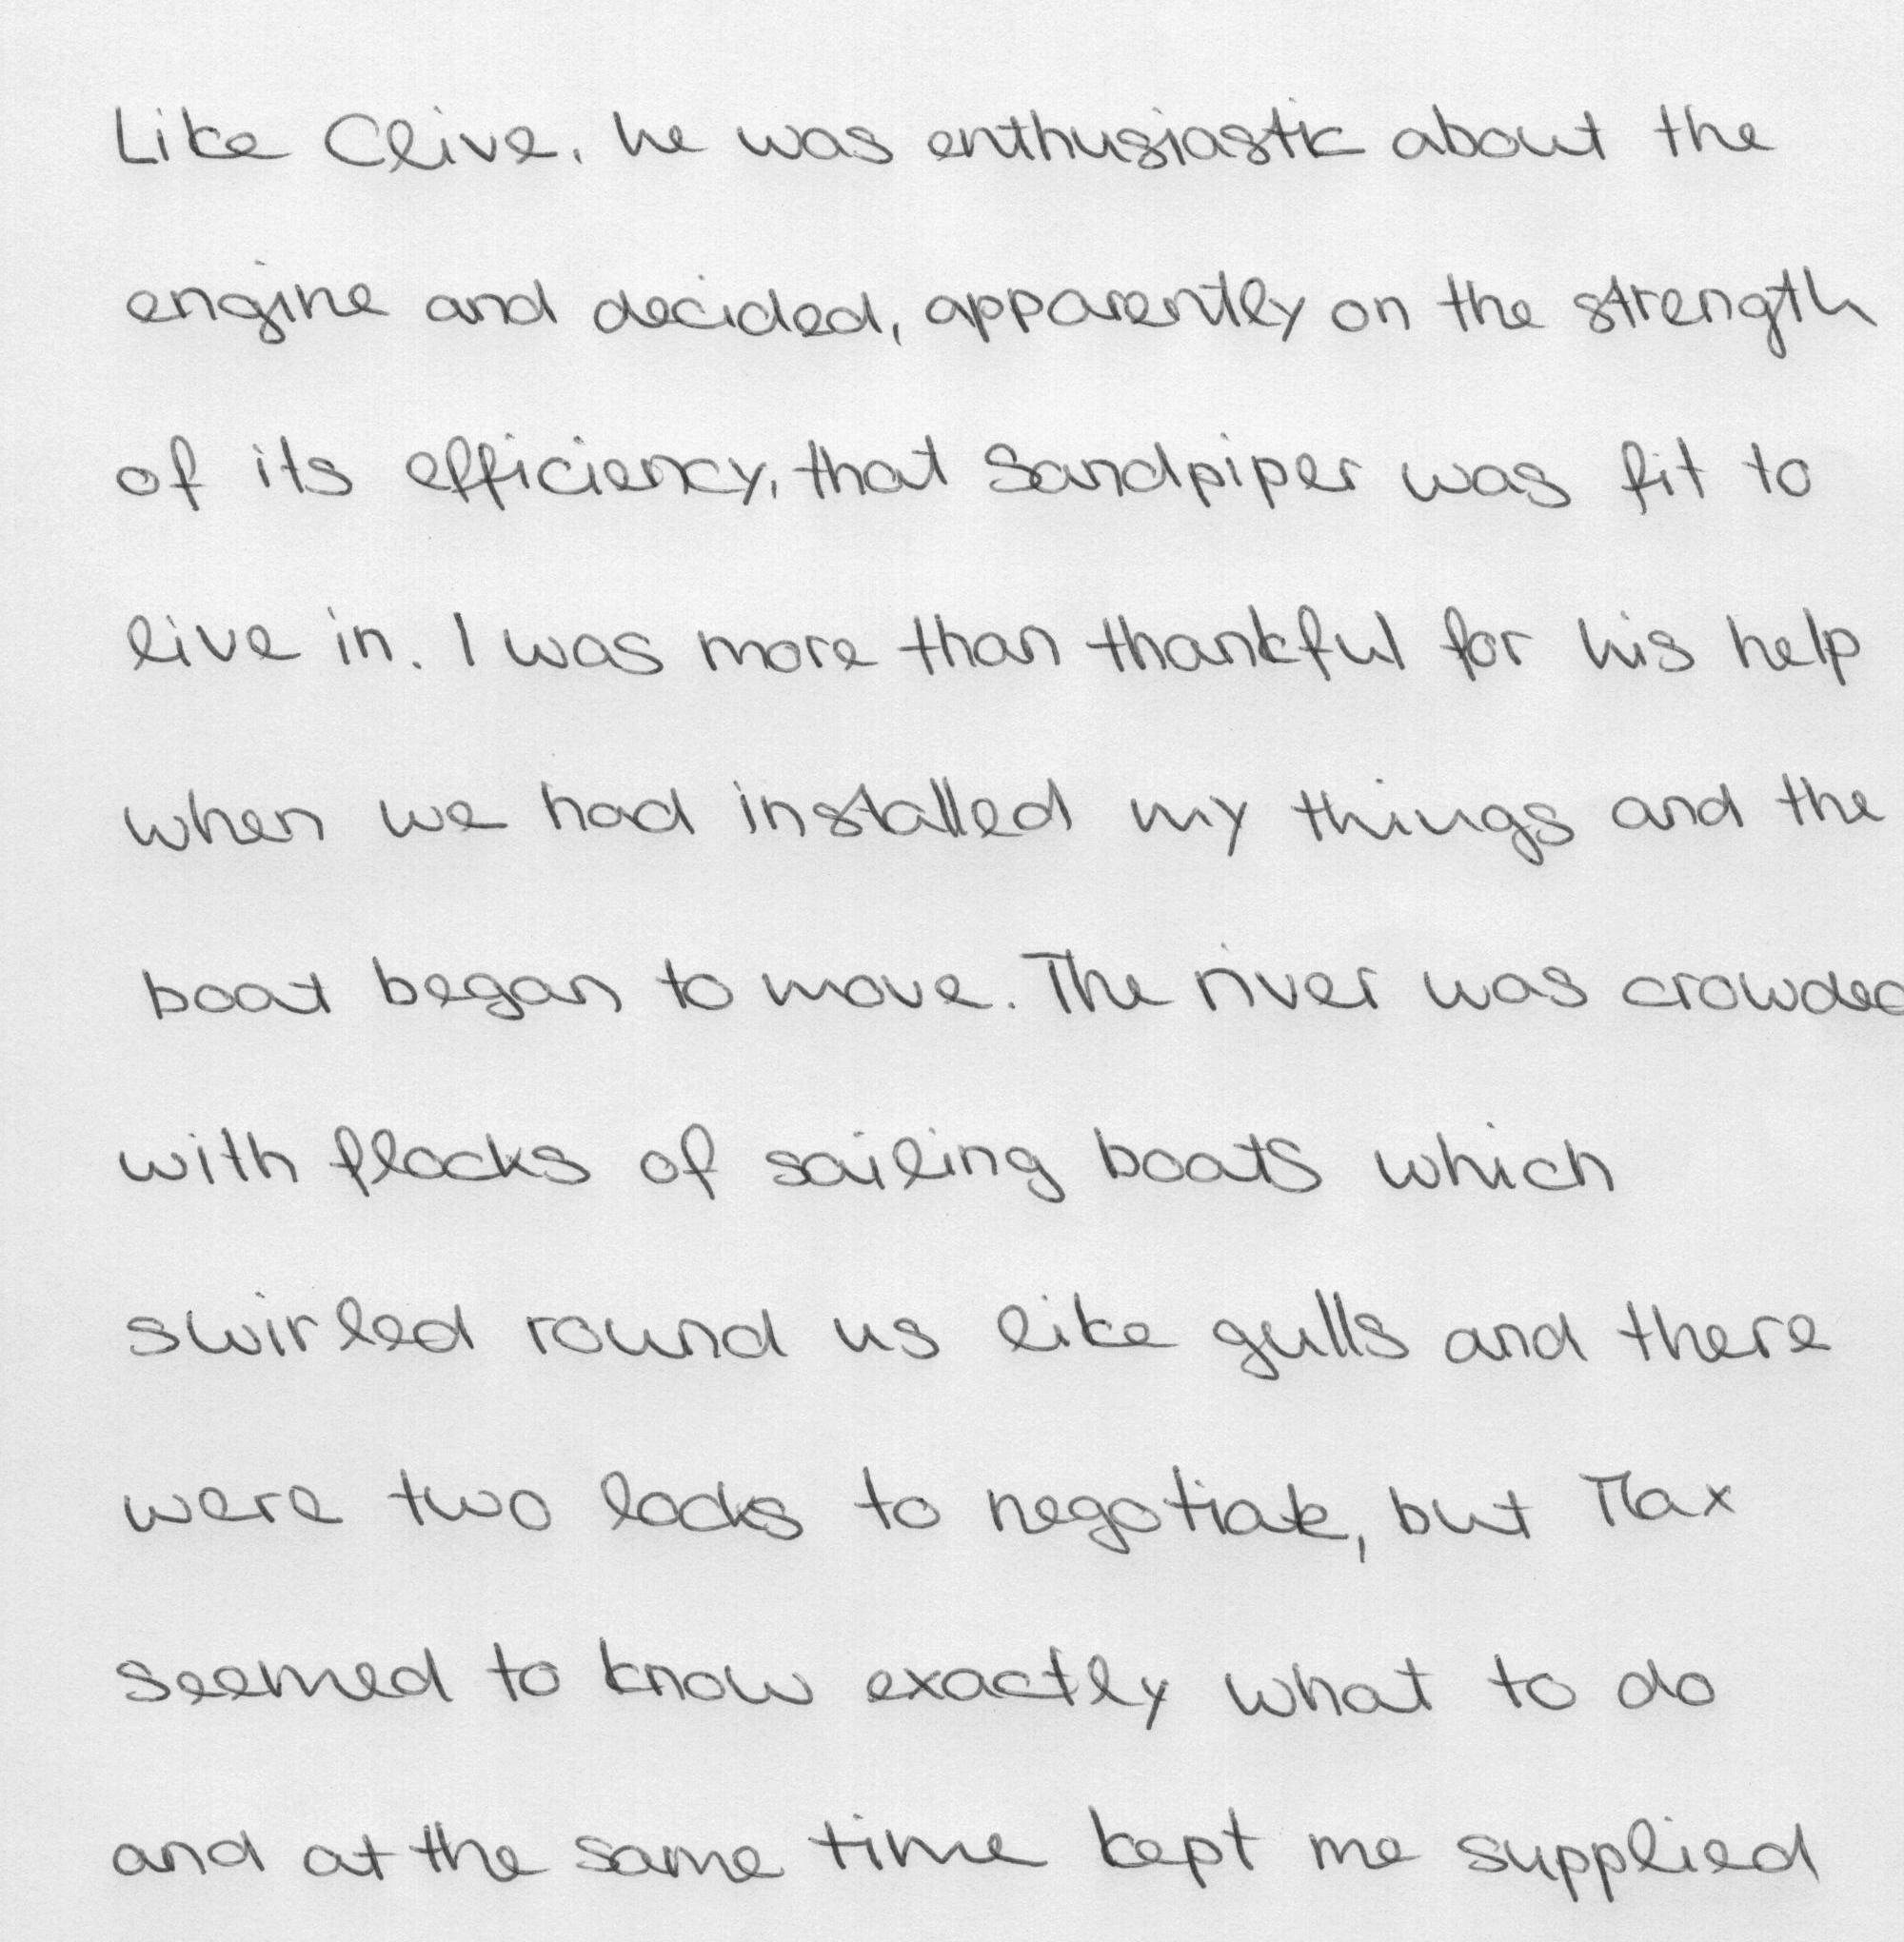 Like Clive, he was enthusiastic about the
engine and decided, apparently on the strength
of its efficiency, that Sandpiper was fit to
live in. I was more than thankful for his help
when we had installed my things and the
boat began to move. The river was crowded
with flocks of sailing boats which
swirled round us like gulls and there
were two locks to negotiate, but Max
seemed to know exactly what to do
and at the same time kept me supplied